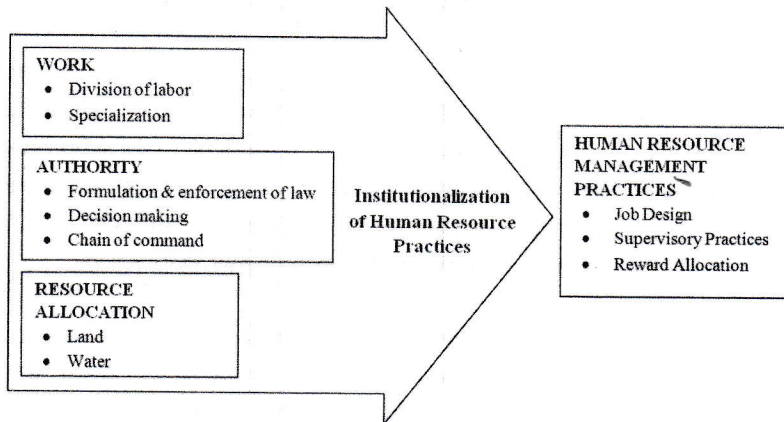 WORK
• Division of labor
• Specialization
AUTHORITY
• Formulation & enforcement of law
• Decision making
• Chain of command
RESOURCE
ALLOCATION
• Land
• Water
Institutionalization
of Human Resource
Practices
HUMAN RESOURCE
MANAGEMENT
PRACTICES
• Job Design
• Supervisory Practices
• Reward Allocation